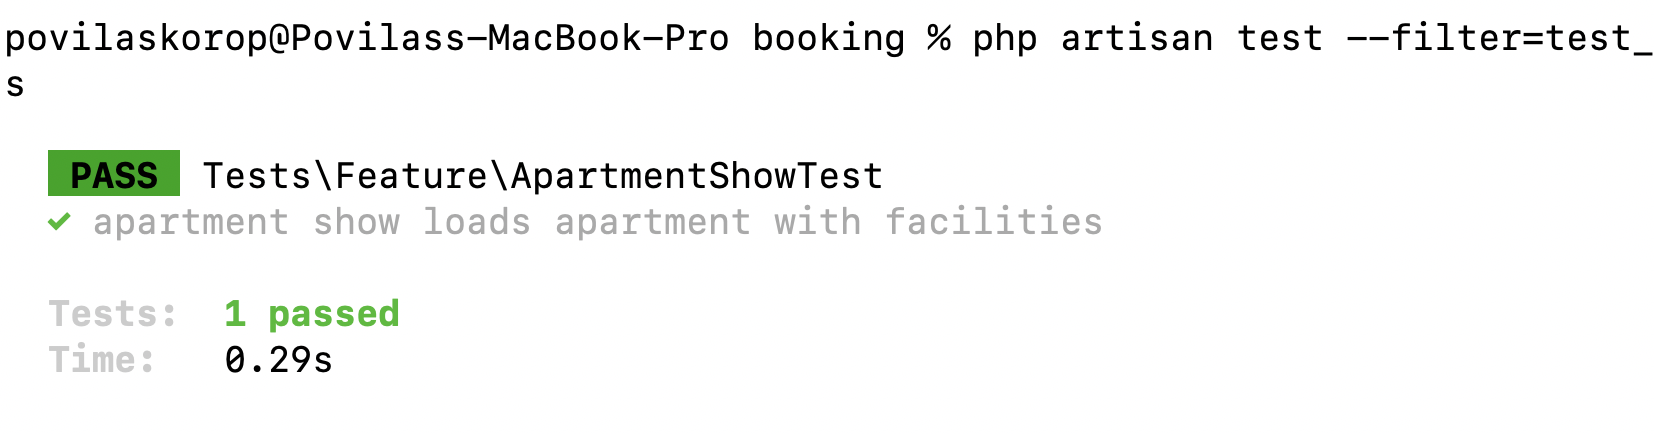 povilaskorop@Povilass-MacBook-Pro booking % php artisan test --filter=test_
s
PASS Tests\Feature\ApartmentShowTest
✓ apartment show loads apartment with facilities
Tests: 1 passed
Time: 0.29s